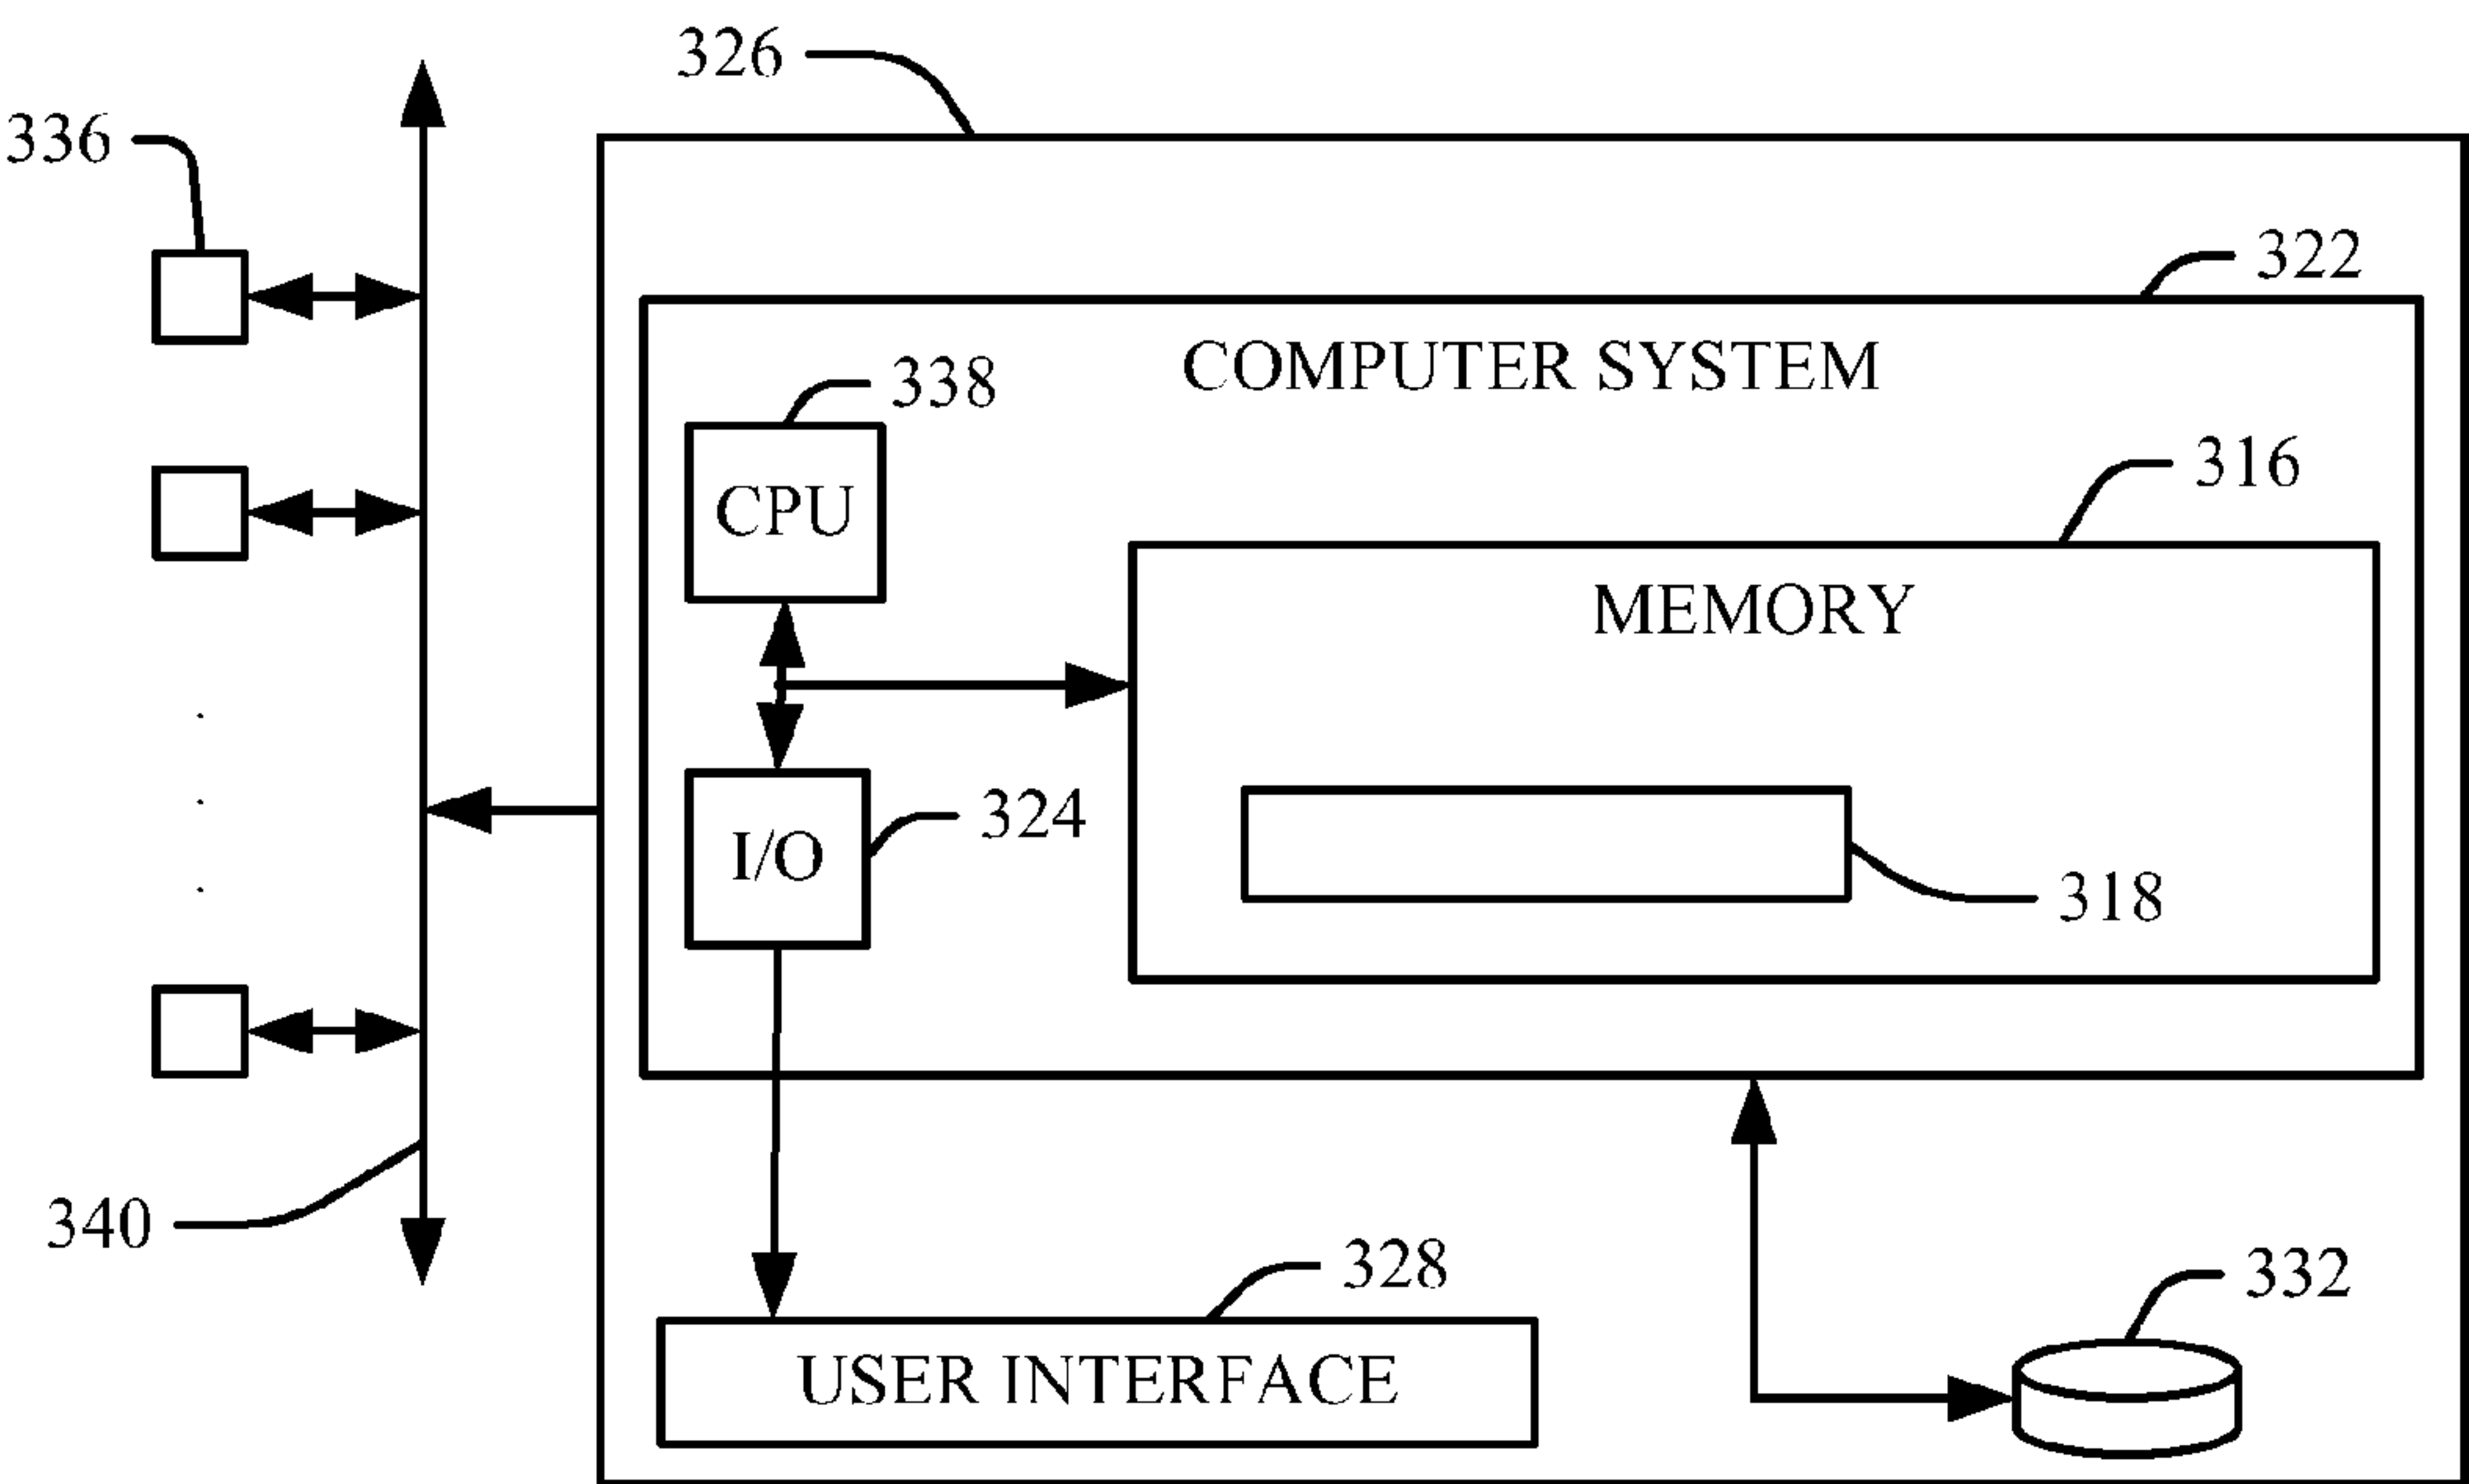 326
336
322
COMPUTER SYSTEM
338
316
CPU
MEMORY
324
I/O
318
340
328
332
USER INTERFACE